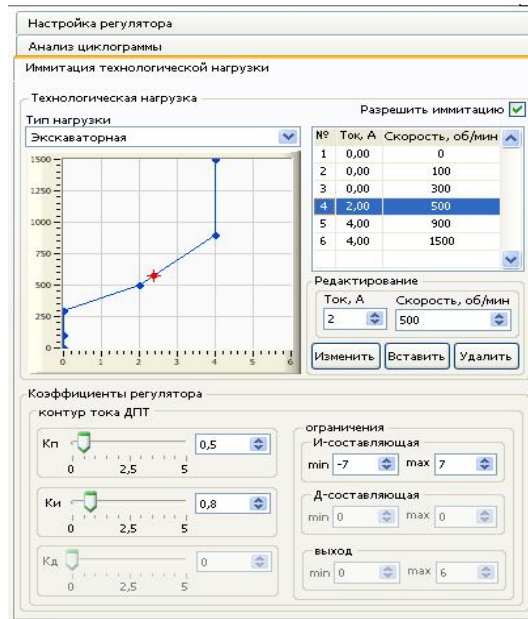 Настройка регулятора
Анализ циклограммы
Иммитация технологической нагрузки
Технологическая нагрузка
Разрешить иммитацию
Тип нагрузки
Экскаваторная
№ Ток, А Скорость, об/мин
1 0,00 0
2 0,00 100
3 0,00 300
4 2,00 500
5 4,00 900
6 4,00 1500
1500
1250
1000
750
500
250
0
0 1 2 3 4 5 6
Редактирование
Ток, А Скорость, об/мин
2 500
Изменить Вставить Удалить
Коэффициенты регулятора
контур тока ДПТ
Кп 0,5
0 2,5 5
Ки 0,8
0 2,5 5
Кд 0
0 2,5 5
ограничения
И-составляющая
min -7 max 7
Д-составляющая
min 0 max 0
выход
min 0 max 6